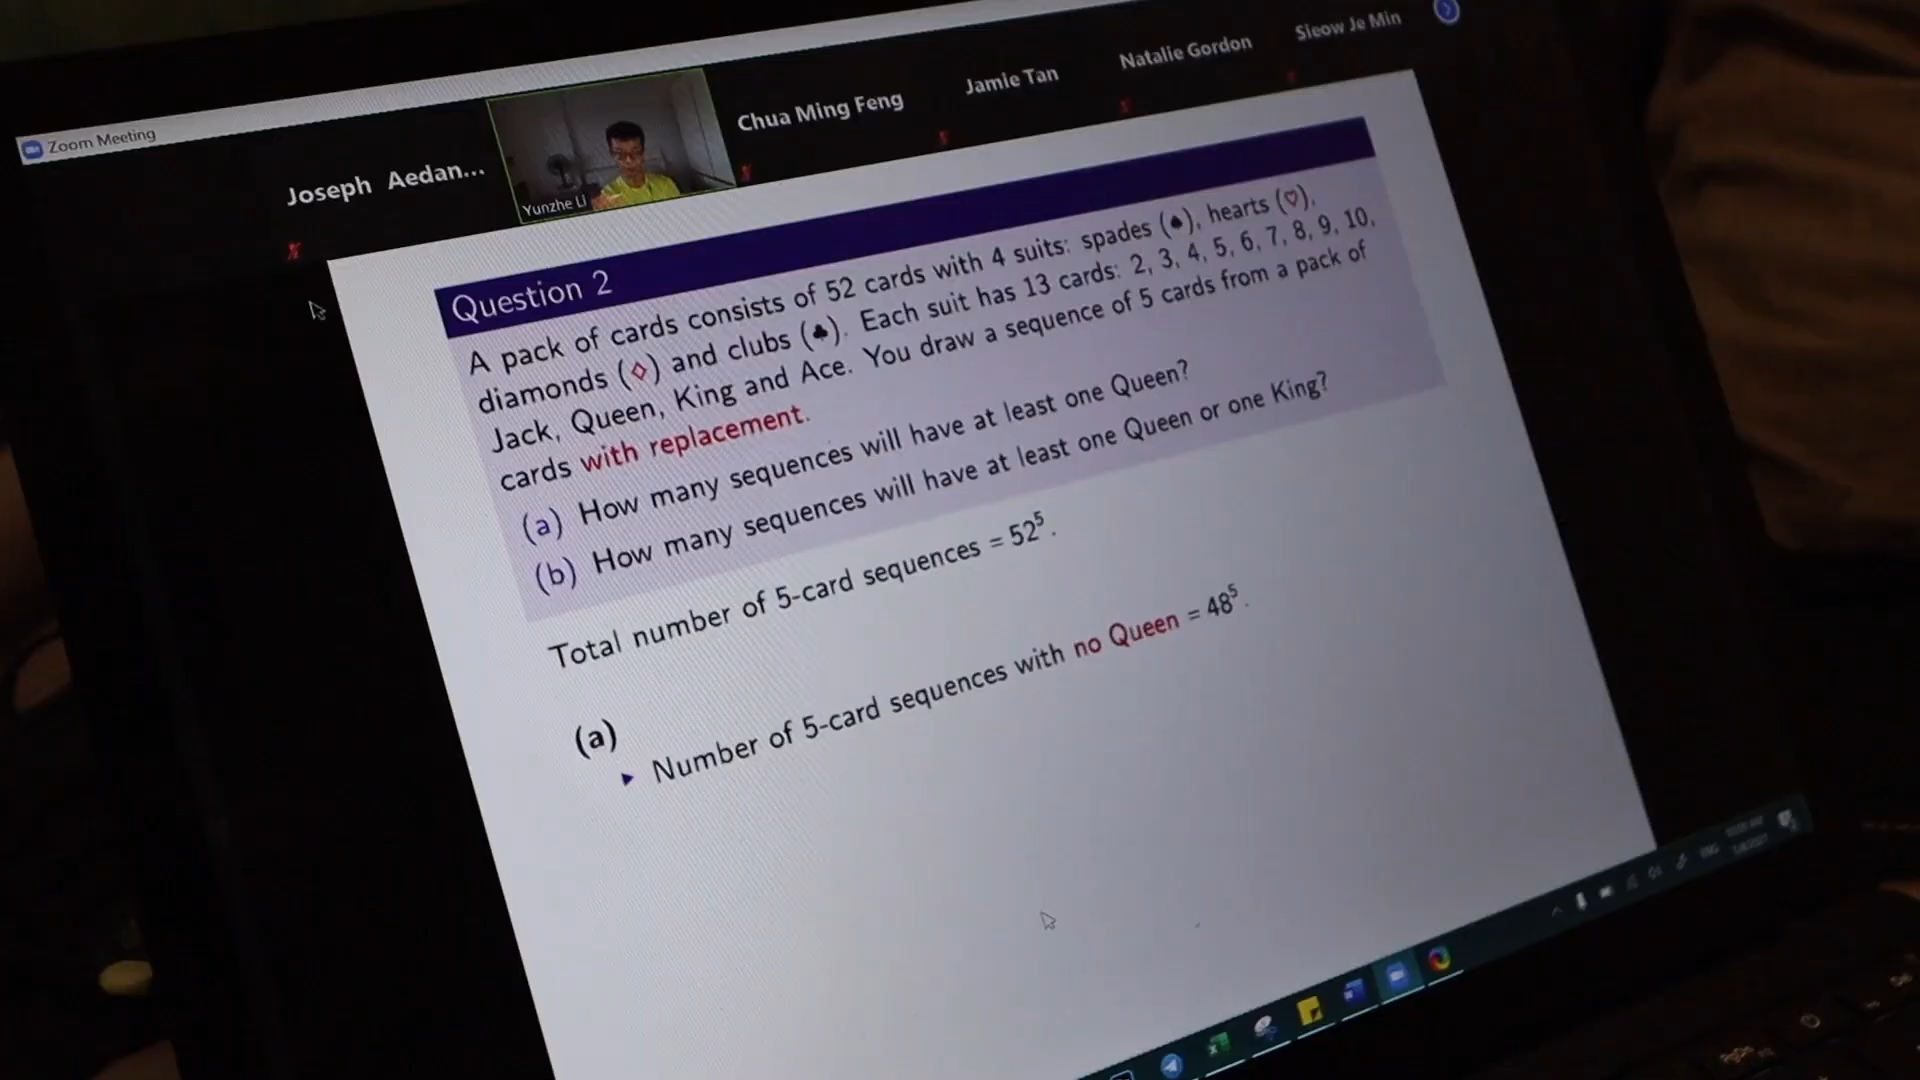 Zoom Meeting
Joseph Aedan...
Yunzhe Li
Chua Ming Feng
Jamie Tan
Natalie Gordon
Sieow Je Min
Question 2
A pack of cards consists of 52 cards with 4 suits: spades (♠), hearts (♡),
diamonds (♢) and clubs (♣). Each suit has 13 cards: 2, 3, 4, 5, 6, 7, 8, 9, 10,
Jack, Queen, King and Ace. You draw a sequence of 5 cards from a pack of
cards with replacement.
(a) How many sequences will have at least one Queen?
(b) How many sequences will have at least one Queen or one King?
Total number of 5-card sequences = 52⁵.
(a)
▶ Number of 5-card sequences with no Queen = 48⁵.
ENG